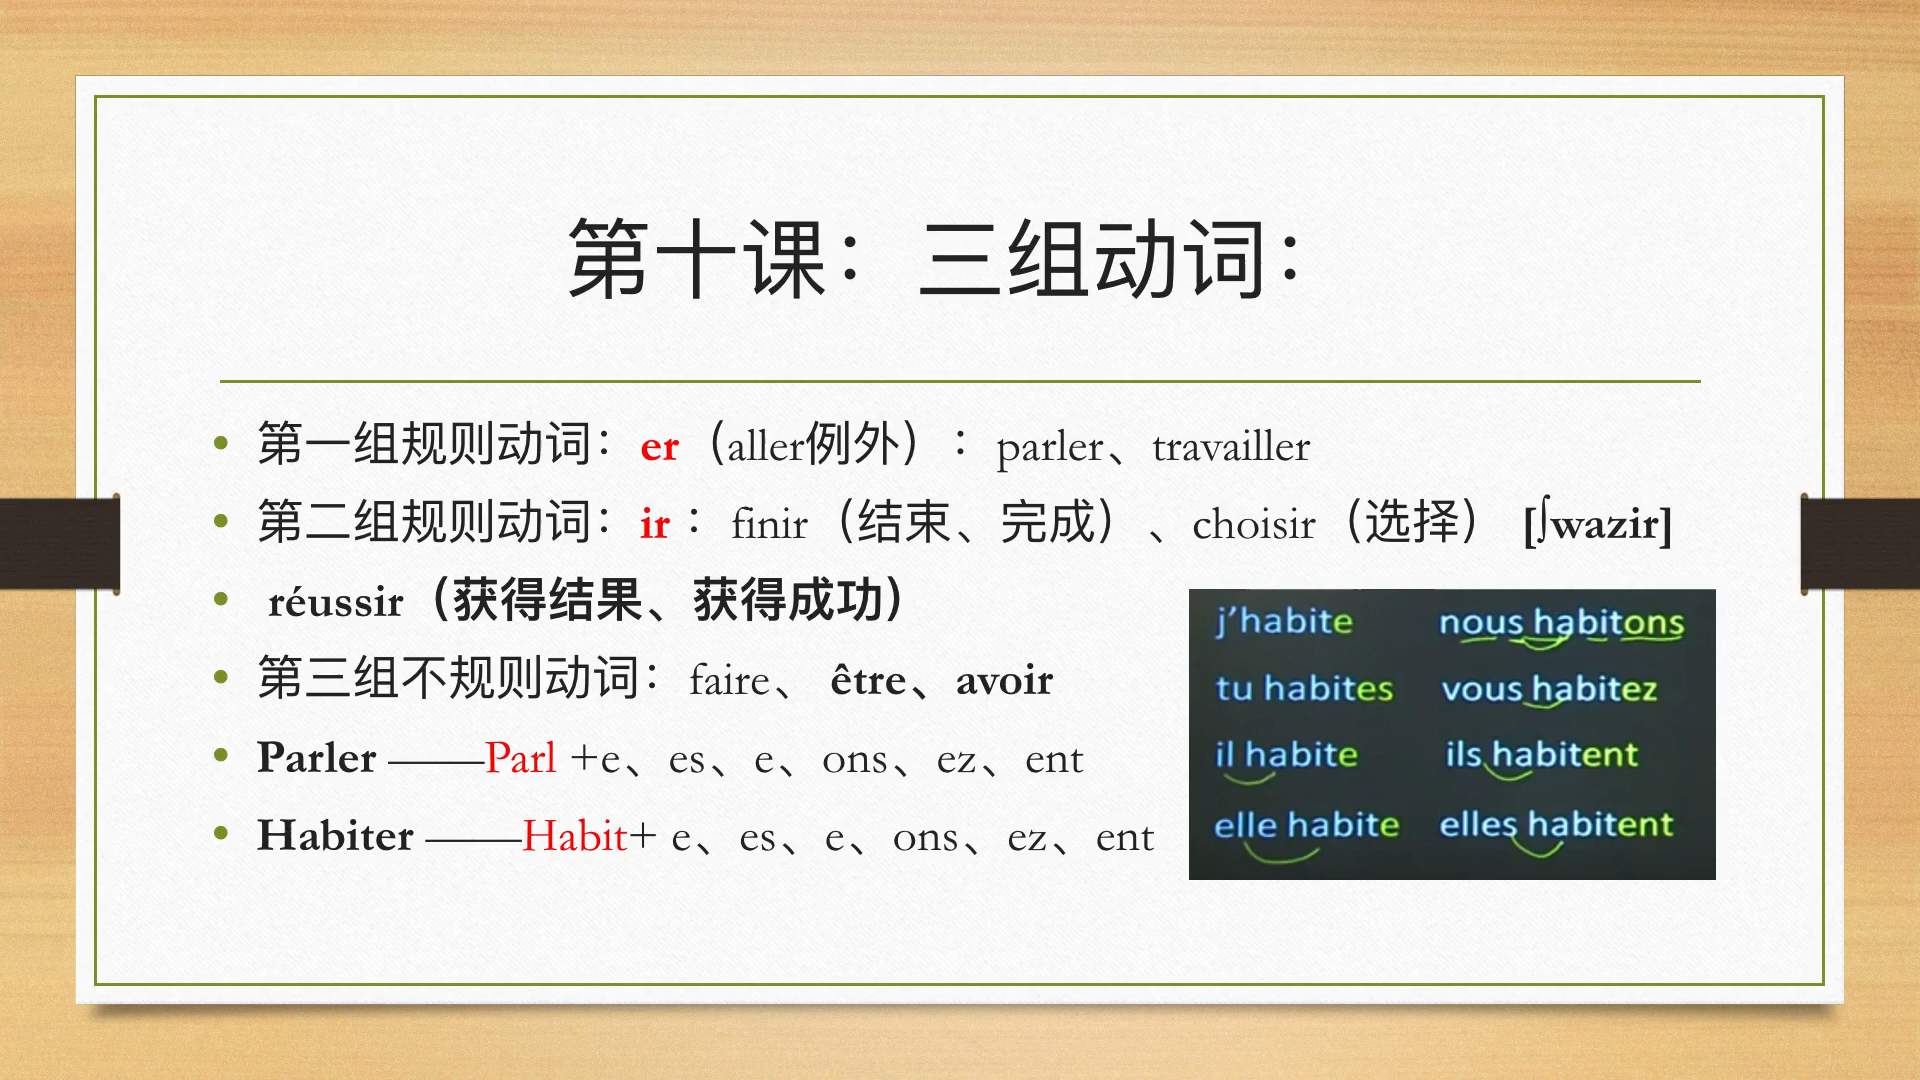 第十课：三组动词：
第一组规则动词：er（aller例外）：parler、travailler
第二组规则动词：ir：finir（结束、完成）、choisir（选择） [ʃwazir]
réussir（获得结果、获得成功）
第三组不规则动词：faire、 être、avoir
Parler ——Parl +e、es、e、ons、ez、ent
Habiter ——Habit+ e、es、e、ons、ez、ent
j’habite nous habitons
tu habites vous habitez
il habite ils habitent
elle habite elles habitent